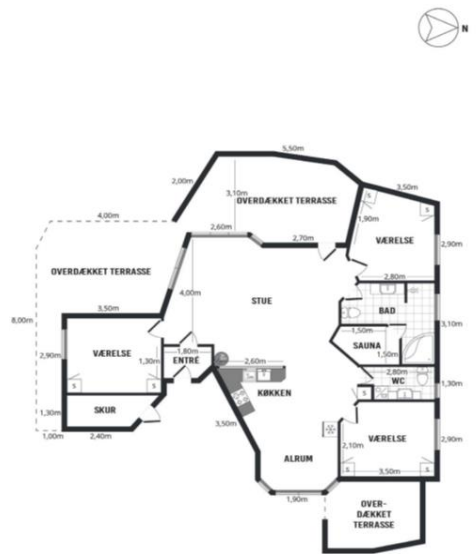 N
5,50m
2,00m
3,10m
OVERDÆKKET TERRASSE
3,50m
1,90m
S
S
4,00m
2,60m
2,70m
VÆRELSE
2,90m
OVERDÆKKET TERRASSE
4,00m
STUE
2,80m
BAD
3,10m
8,00m
3,50m
1,50m
SAUNA
1,50m
VÆRELSE
1,30m
1,80m
ENTRÉ
2,60m
2,90m
2,80m
WC
1,30m
S
S
KØKKEN
S
SKUR
1,30m
3,50m
2,10m
VÆRELSE
2,90m
1,00m
2,40m
ALRUM
S
3,50m
S
1,90m
OVER-
DÆKKET
TERRASSE